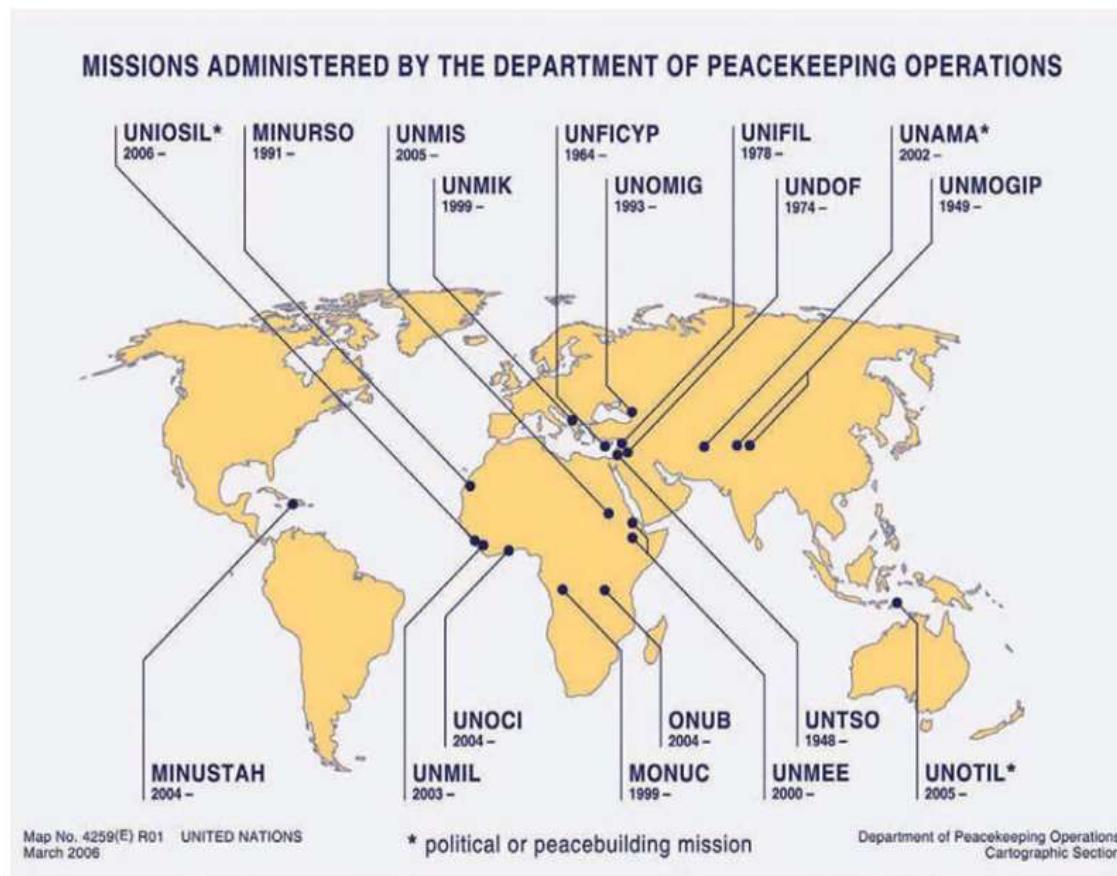 MISSIONS ADMINISTERED BY THE DEPARTMENT OF PEACEKEEPING OPERATIONS
UNIOSIL*
2006 –
MINURSO
1991 –
UNMIS
2005 –
UNFICYP
1964 –
UNIFIL
1978 –
UNAMA*
2002 –
UNMIK
1999 –
UNOMIG
1993 –
UNDOF
1974 –
UNMOGIP
1949 –
UNOCI
2004 –
ONUB
2004 –
UNTSO
1948 –
MINUSTAH
2004 –
UNMIL
2003 –
MONUC
1999 –
UNMEE
2000 –
UNOTIL*
2005 –
Map No. 4259(E) R01 UNITED NATIONS
March 2006
* political or peacebuilding mission
Department of Peacekeeping Operations
Cartographic Section